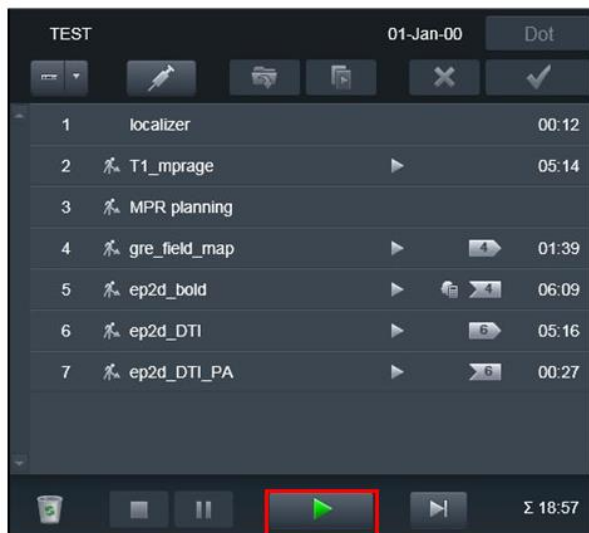 TEST 01-Jan-00 Dot
1 localizer 00:12
2 T1_mprage 05:14
3 MPR planning
4 gre_field_map 4 01:39
5 ep2d_bold 4 06:09
6 ep2d_DTI 6 05:16
7 ep2d_DTI_PA 6 00:27
Σ 18:57